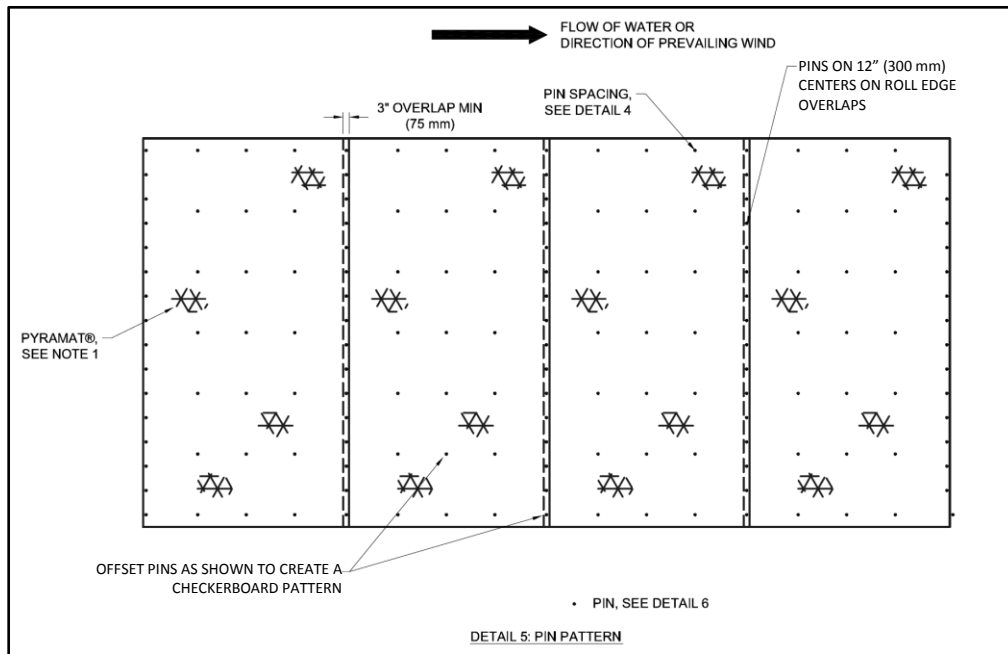 FLOW OF WATER OR
DIRECTION OF PREVAILING WIND
PINS ON 12” (300 mm)
CENTERS ON ROLL EDGE
OVERLAPS
PIN SPACING,
SEE DETAIL 4
3" OVERLAP MIN
(75 mm)
PYRAMAT®,
SEE NOTE 1
OFFSET PINS AS SHOWN TO CREATE A
CHECKERBOARD PATTERN
PIN, SEE DETAIL 6
DETAIL 5: PIN PATTERN